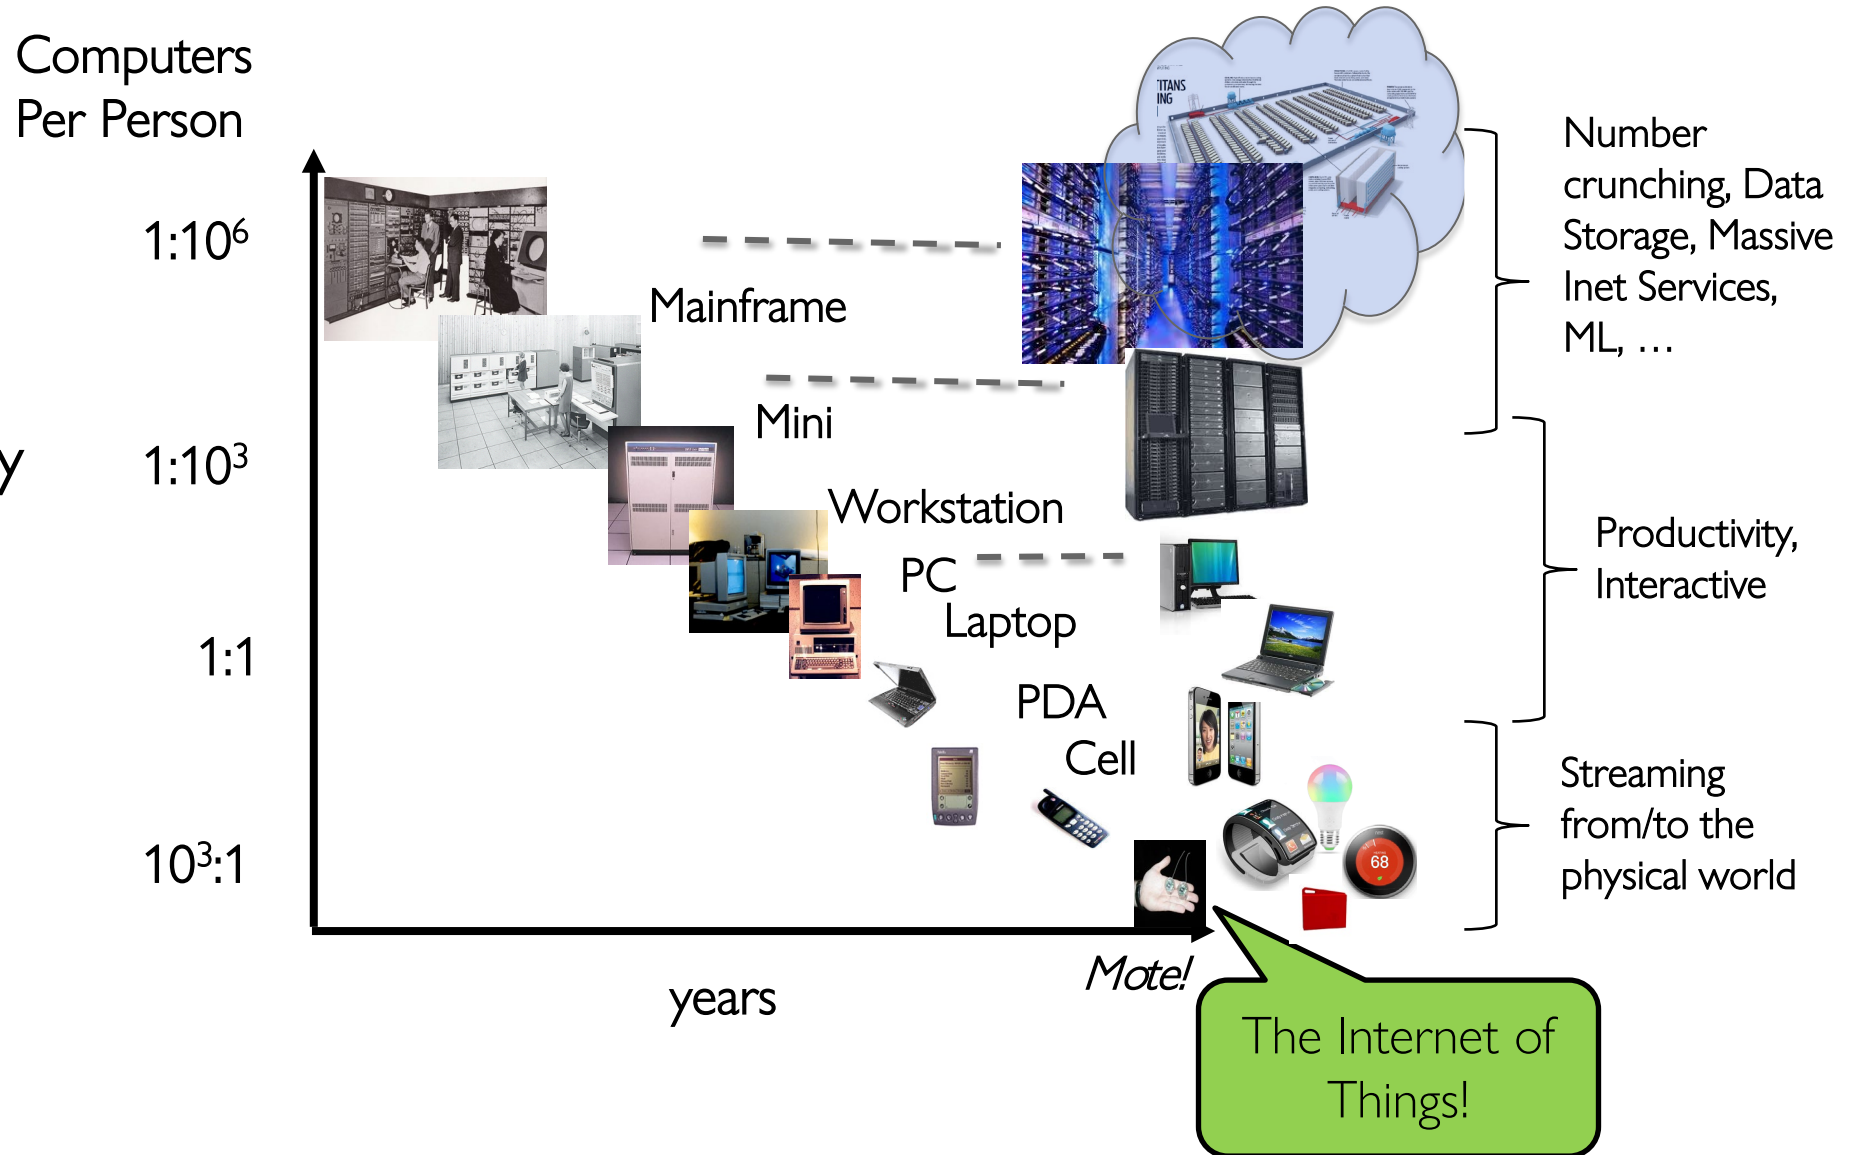 Computers
Per Person
1:10⁶
1:10³
1:1
10³:1
y
TITANS
ING
Mainframe
Mini
Workstation
PC
Laptop
PDA
Cell
68
Mote!
years
The Internet of
Things!
Number
crunching, Data
Storage, Massive
Inet Services,
ML, …
Productivity,
Interactive
Streaming
from/to the
physical world